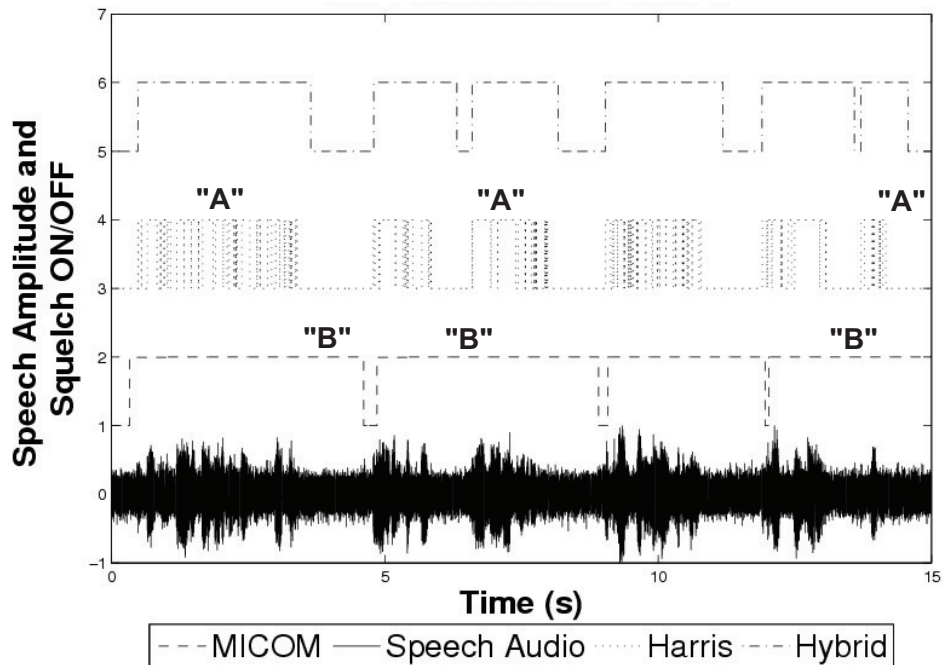 Speech Amplitude and
Squelch ON/OFF
7
6
5
4
3
2
1
0
−1
"A" "A" "A"
"B" "B" "B"
0 5 10 15
Time (s)
MICOM Speech Audio Harris Hybrid